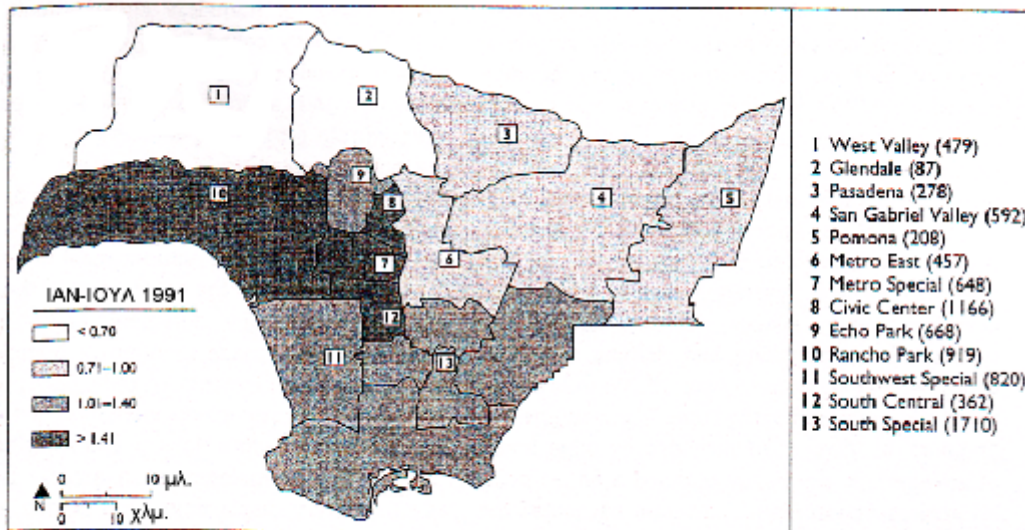 1
2
3
4
5
6
7
8
9
10
11
12
13
ΙΑΝ-ΙΟΥΛ 1991
< 0.70
0.71–1.00
1.01–1.40
> 1.41
N
0 10 μλ.
0 10 χλμ.
1 West Valley (479)
2 Glendale (87)
3 Pasadena (278)
4 San Gabriel Valley (592)
5 Pomona (208)
6 Metro East (457)
7 Metro Special (648)
8 Civic Center (1166)
9 Echo Park (668)
10 Rancho Park (919)
11 Southwest Special (820)
12 South Central (362)
13 South Special (1710)